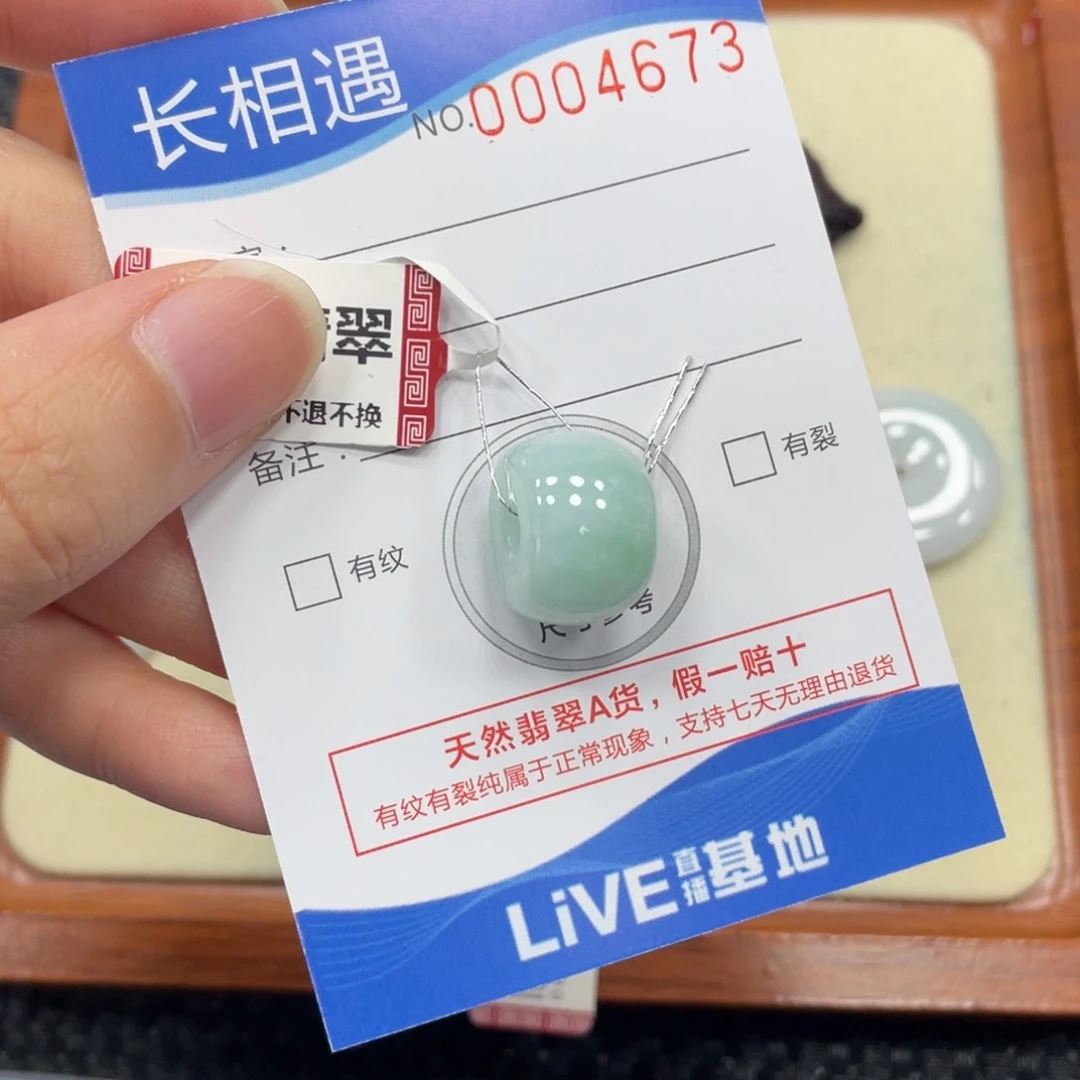 长相遇
NO.0004673
翠
不退不换
备注：
有裂
有纹
天然翡翠A货，假一赔十
有纹有裂纯属于正常现象，支持七天无理由退货
LiVE直播基地